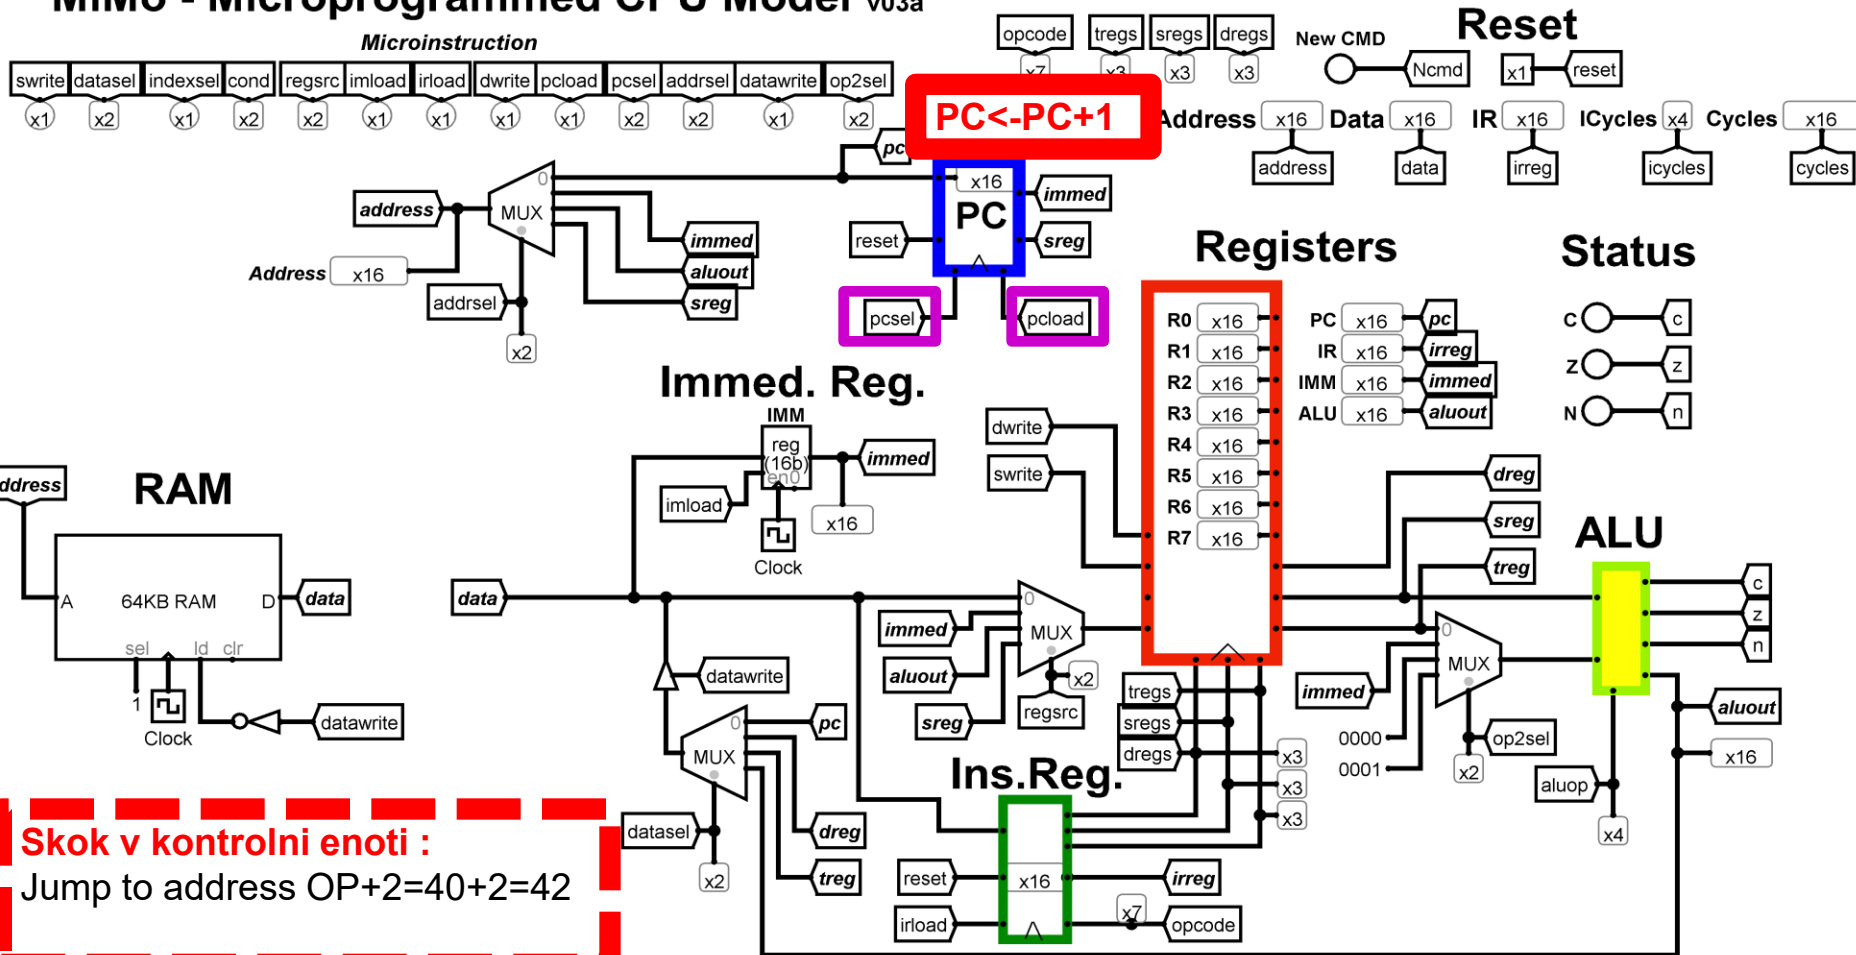 MiMo - Microprogrammed CPU Model v03a
Microinstruction
swrite datasel indexsel cond regsrc imload irload dwrite pcload pcsel addrsel datawrite op2sel
x1 x2 x1 x2 x2 x1 x1 x1 x1 x2 x2 x1 x2
opcode tregs sregs dregs
x7 x3 x3 x3
New CMD
Ncmd
Reset
x1 reset
PC<-PC+1
Address x16 Data x16 IR x16 ICycles x4 Cycles x16
address data irreg icycles cycles
pc
0
MUX
address
Address x16
addrsel
x2
immed
aluout
sreg
x16
PC
reset
immed
sreg
pcsel
pcload
Registers
R0 x16
R1 x16
R2 x16
R3 x16
R4 x16
R5 x16
R6 x16
R7 x16
PC x16 pc
IR x16 irreg
IMM x16 immed
ALU x16 aluout
Status
C c
Z z
N n
Immed. Reg.
IMM
reg
(16b)
en0
immed
imload
x16
Clock
dwrite
swrite
dreg
sreg
treg
RAM
ddress
A 64KB RAM D
data
sel ld clr
1
Clock
datawrite
data
datawrite
0
MUX
pc
dreg
treg
datasel
x2
0
MUX
immed
aluout
sreg
x2
regsrc
tregs
sregs
dregs
x3
x3
x3
Ins.Reg.
x16
reset
irload
irreg
x7
opcode
0
MUX
immed
0000
0001
op2sel
x2
ALU
c
z
n
aluout
x16
aluop
x4
Skok v kontrolni enoti :
Jump to address OP+2=40+2=42